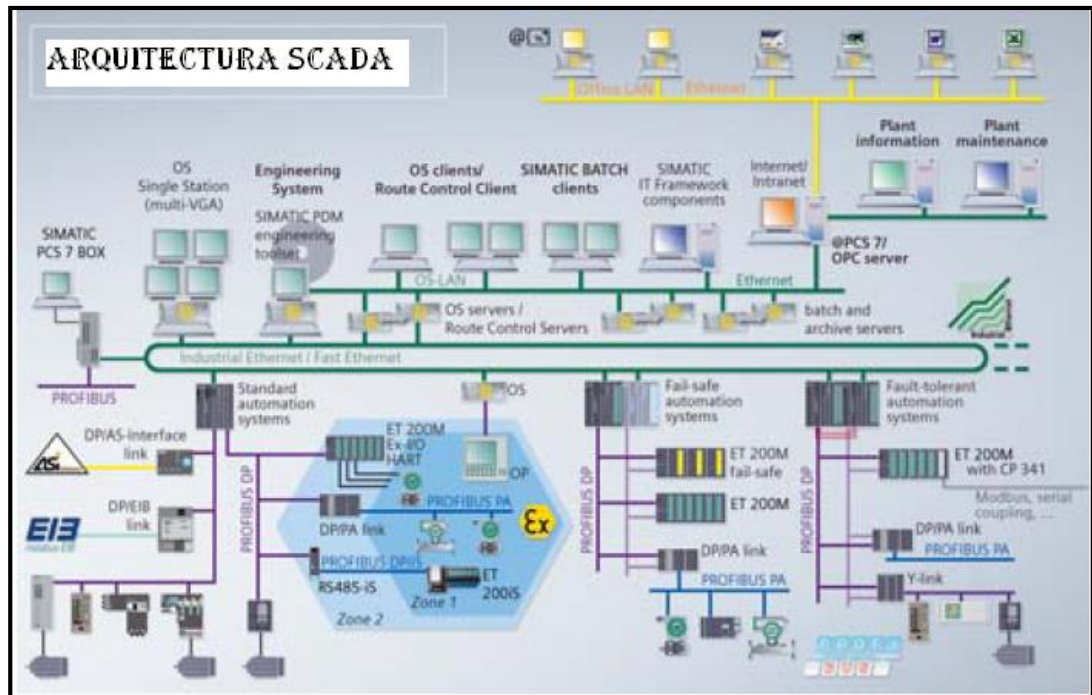 ARQUITECTURA SCADA
@
Office LAN
Ethernet
Plant
information
Plant
maintenance
OS
Single Station
(multi-VGA)
Engineering
System
SIMATIC PDM
engineering
toolset
OS clients/
Route Control Client
SIMATIC BATCH
clients
SIMATIC
IT Framework
components
Internet/
Intranet
@PCS 7/
OPC server
SIMATIC
PCS 7 BOX
OS-LAN
Ethernet
OS servers /
Route Control Servers
batch and
archive servers
Industrial Ethernet / Fast Ethernet
PROFIBUS
Standard
automation
systems
OS
Fail-safe
automation
systems
Fault-tolerant
automation
systems
DP/AS-Interface
link
ASi
DP/EIB
link
EIB
PROFIBUS DP
ET 200M
Ex-I/O
HART
OP
PROFIBUS PA
DP/PA link
Ex
PROFIBUS DP-iS
RS485-iS
ET
200iS
Zone 1
Zone 2
PROFIBUS DP
ET 200M
fail-safe
ET 200M
DP/PA link
PROFIBUS PA
PROFIBUS DP
ET 200M
with CP 341
Modbus, serial
coupling, ...
DP/PA link
PROFIBUS PA
Y-link